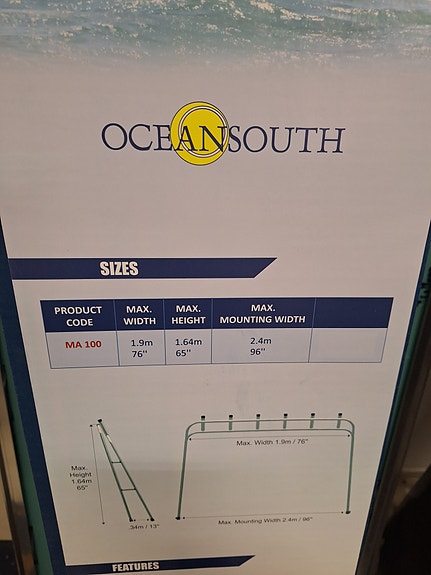 OCEANSOUTH
SIZES
PRODUCT CODE MAX. WIDTH MAX. HEIGHT MAX. MOUNTING WIDTH
MA 100 1.9m 76" 1.64m 65" 2.4m 96"
Max. Width 1.9m / 76"
Max.
Height
1.64m
65"
.34m / 13"
Max. Mounting Width 2.4m / 96"
FEATURES